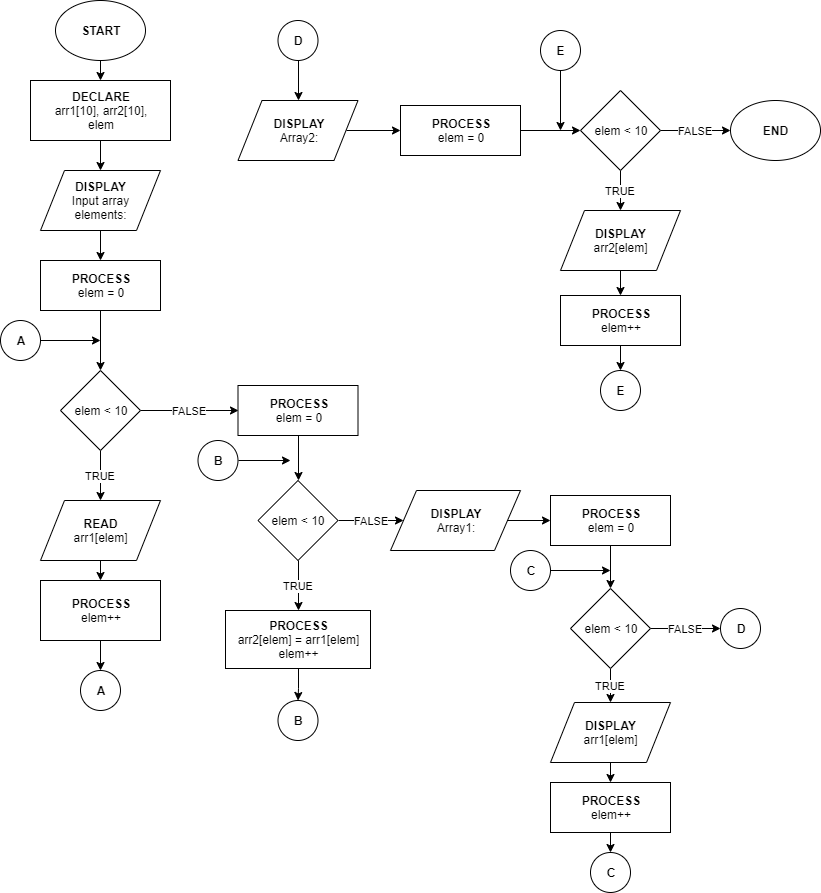 START
DECLARE
arr1[10], arr2[10],
elem
DISPLAY
Input array
elements:
PROCESS
elem = 0
A
elem < 10
FALSE
TRUE
READ
arr1[elem]
PROCESS
elem++
A
PROCESS
elem = 0
B
elem < 10
FALSE
TRUE
PROCESS
arr2[elem] = arr1[elem]
elem++
B
DISPLAY
Array1:
PROCESS
elem = 0
C
elem < 10
FALSE
D
TRUE
DISPLAY
arr1[elem]
PROCESS
elem++
C
D
DISPLAY
Array2:
PROCESS
elem = 0
E
elem < 10
FALSE
END
TRUE
DISPLAY
arr2[elem]
PROCESS
elem++
E